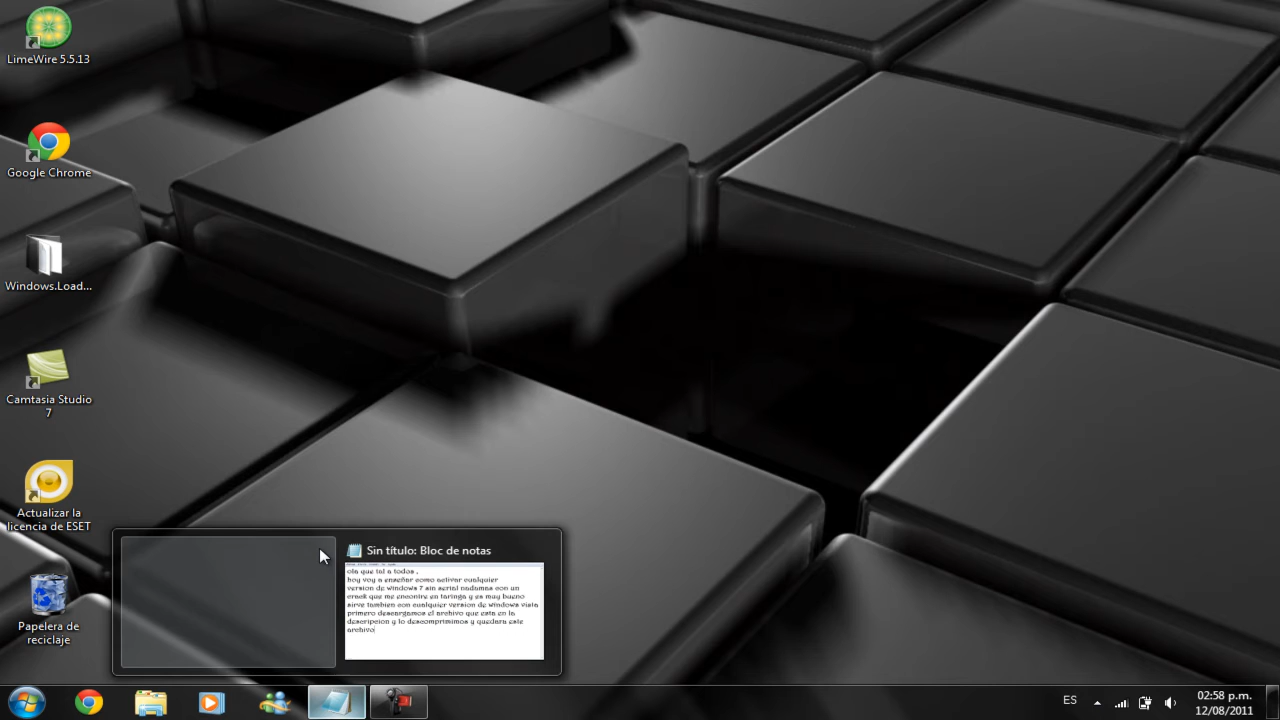 LimeWire 5.5.13
Google Chrome
Windows.Load...
Camtasia Studio
7
Actualizar la
licencia de ESET
Papelera de
reciclaje
Sin título: Bloc de notas
ola que tal a todos ,
hoy voy a enseñar como activar cualquier
version de windows 7 sin serial nadamas con un
crack que me encontre en taringa y es muy bueno
sirve tambien con cualquier version de windows vista
primero descargamos el archivo que esta en la
descripcion y lo descomprimimos y quedara este
archivo
ES
02:58 p.m.
12/08/2011